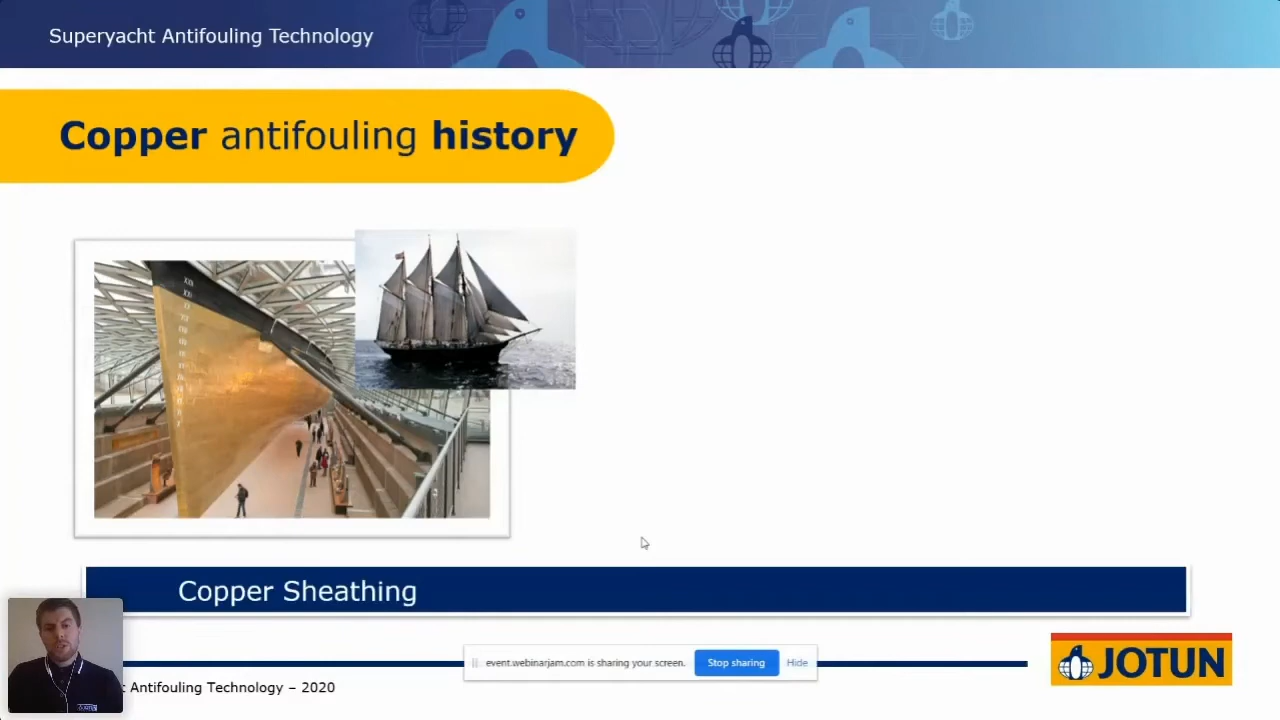 Superyacht Antifouling Technology
Copper antifouling history
Copper Sheathing
event.webinarjam.com is sharing your screen.
Stop sharing
Hide
t Antifouling Technology – 2020
JOTUN